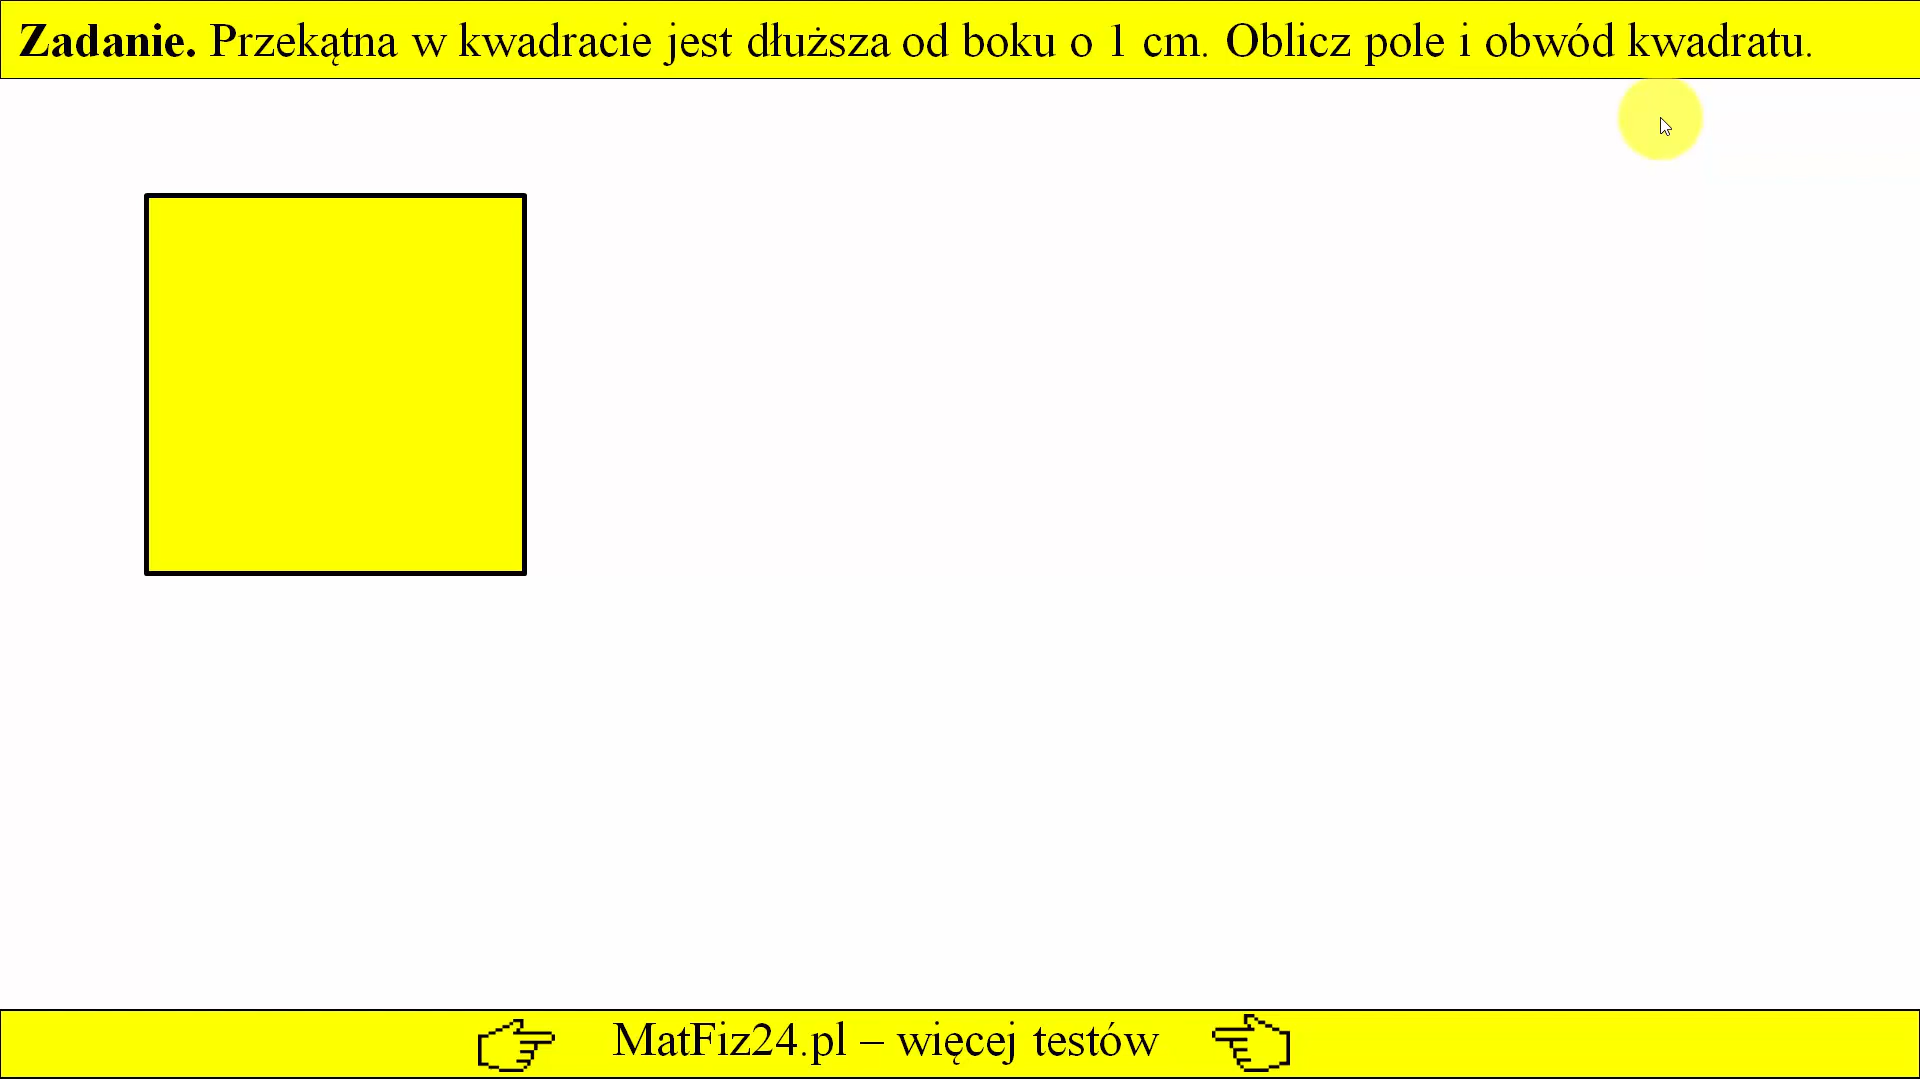 Zadanie. Przekątna w kwadracie jest dłuższa od boku o 1 cm. Oblicz pole i obwód kwadratu.
MatFiz24.pl – więcej testów